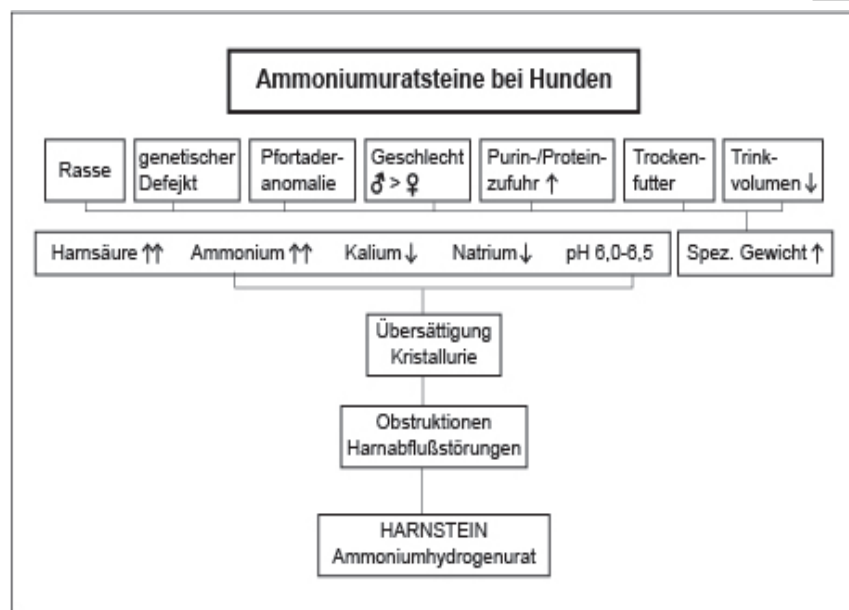 Ammoniumuratsteine bei Hunden
Rasse
genetischer
Defejkt
Pfortader-
anomalie
Geschlecht
♂ > ♀
Purin-/Protein-
zufuhr ↑
Trocken-
futter
Trink-
volumen ↓
Harnsäure ⇈ Ammonium ⇈ Kalium ↓ Natrium ↓ pH 6,0-6,5
Spez. Gewicht ↑
Übersättigung
Kristallurie
Obstruktionen
Harnabflußstörungen
HARNSTEIN
Ammoniumhydrogenurat